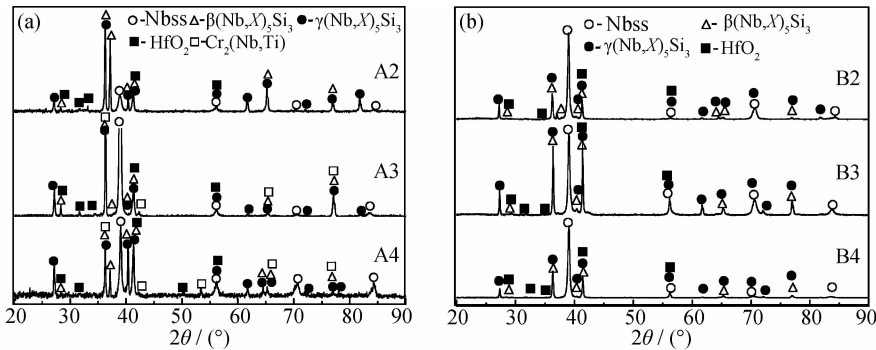 (a)
○-Nbss △-β(Nb,X)₅Si₃ ●-γ(Nb,X)₅Si₃
■-HfO₂ □-Cr₂(Nb,Ti)
A2
A3
A4
20 30 40 50 60 70 80 90
2θ / (°)
(b)
○-Nbss △-β(Nb,X)₅Si₃
●-γ(Nb,X)₅Si₃ ■-HfO₂
B2
B3
B4
20 30 40 50 60 70 80 90
2θ / (°)